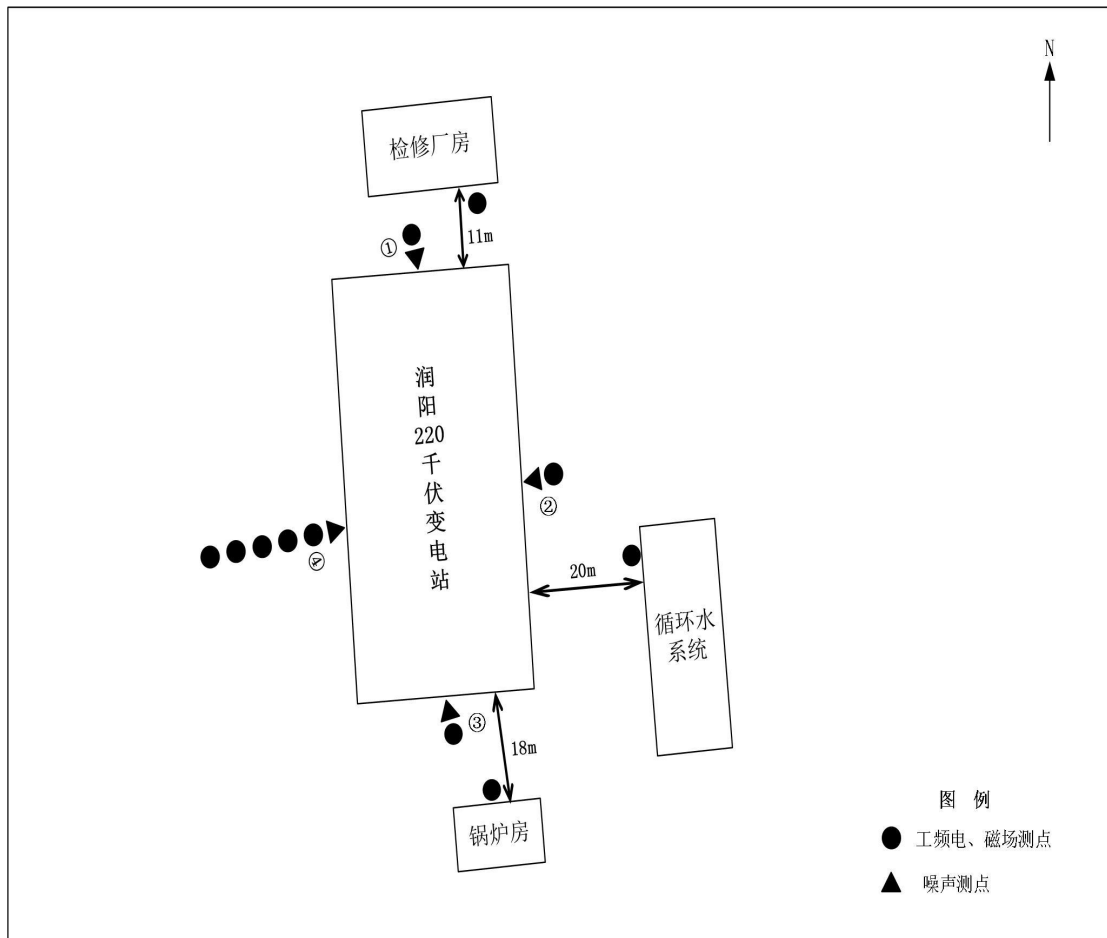 N
检修厂房
①
11m
润
阳
220
千
伏
变
电
站
②
④
20m
循环水
系统
③
18m
锅炉房
图 例
工频电、磁场测点
噪声测点